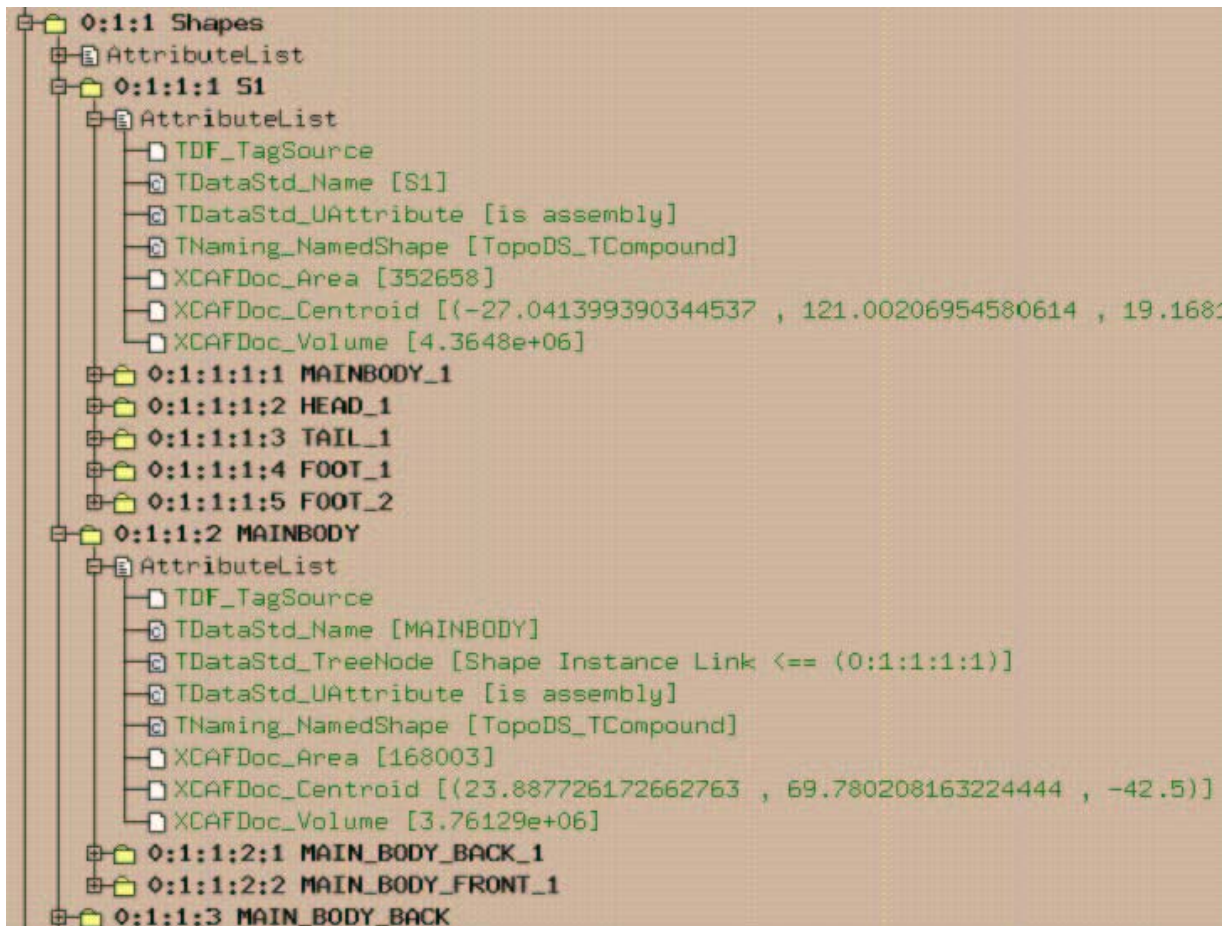 0:1:1 Shapes
AttributeList
0:1:1:1 S1
AttributeList
TDF_TagSource
TDataStd_Name [S1]
TDataStd_UAttribute [is assembly]
TNaming_NamedShape [TopoDS_TCompound]
XCAFDoc_Area [352658]
XCAFDoc_Centroid [(-27.041399390344537 , 121.00206954580614 , 19.1681
XCAFDoc_Volume [4.3648e+06]
0:1:1:1:1 MAINBODY_1
0:1:1:1:2 HEAD_1
0:1:1:1:3 TAIL_1
0:1:1:1:4 FOOT_1
0:1:1:1:5 FOOT_2
0:1:1:2 MAINBODY
AttributeList
TDF_TagSource
TDataStd_Name [MAINBODY]
TDataStd_TreeNode [Shape Instance Link <== (0:1:1:1:1)]
TDataStd_UAttribute [is assembly]
TNaming_NamedShape [TopoDS_TCompound]
XCAFDoc_Area [168003]
XCAFDoc_Centroid [(23.887726172662763 , 69.780208163224444 , -42.5)]
XCAFDoc_Volume [3.76129e+06]
0:1:1:2:1 MAIN_BODY_BACK_1
0:1:1:2:2 MAIN_BODY_FRONT_1
0:1:1:3 MAIN_BODY_BACK